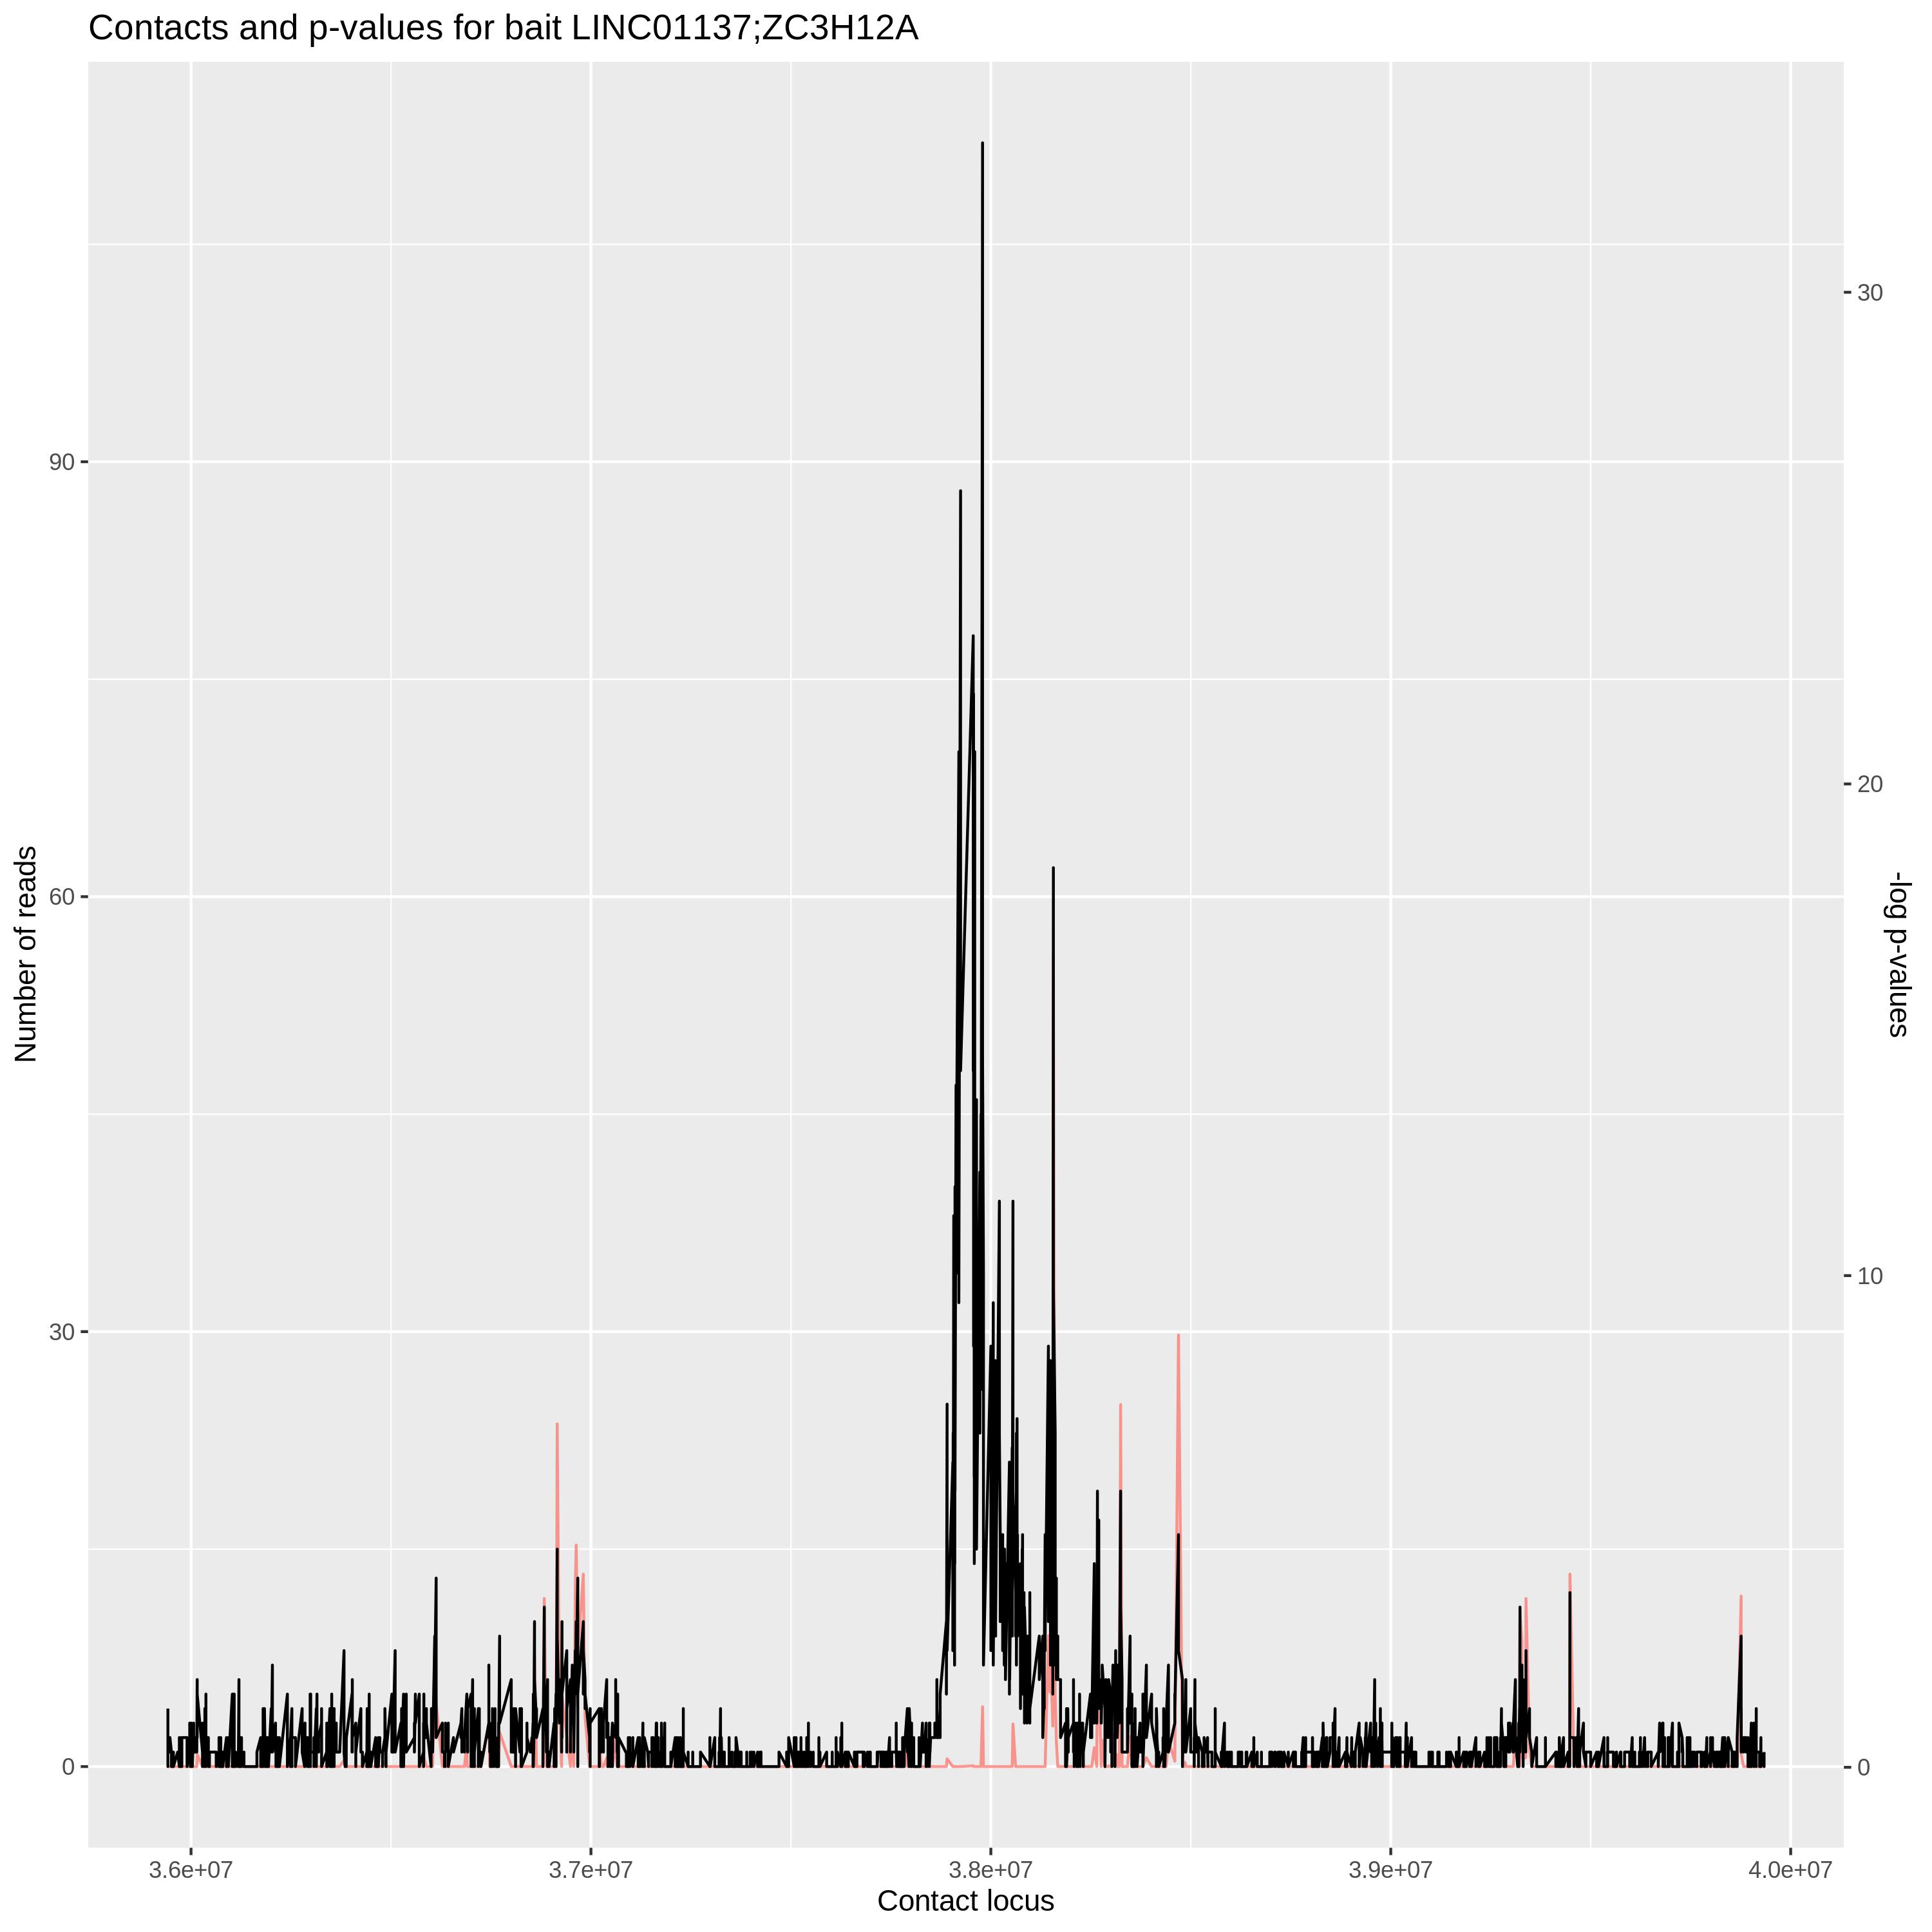 Contacts and p-values for bait LINC01137;ZC3H12A
90
60
30
0
Number of reads
30
20
10
0
-log p-values
3.6e+07 3.7e+07 3.8e+07 3.9e+07 4.0e+07
Contact locus